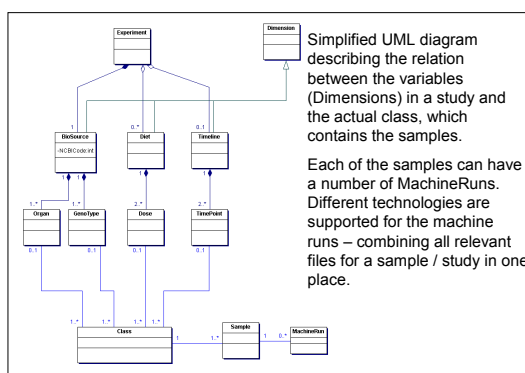 Experiment
Dimension
Simplified UML diagram
describing the relation
between the variables
(Dimensions) in a study and
the actual class, which
contains the samples.
Each of the samples can have
a number of MachineRuns.
Different technologies are
supported for the machine
runs – combining all relevant
files for a sample / study in one
place.
1
0..*
0..1
BioSource
-NCBICode:int
Diet
Timeline
1
1
1
1
1..*
1..*
2..*
2..*
Organ
GenoType
Dose
TimePoint
0..1
0..1
0..1
0..1
1..*
1..*
1..*
1..*
Class
1
1..*
Sample
1
0..*
MachineRun